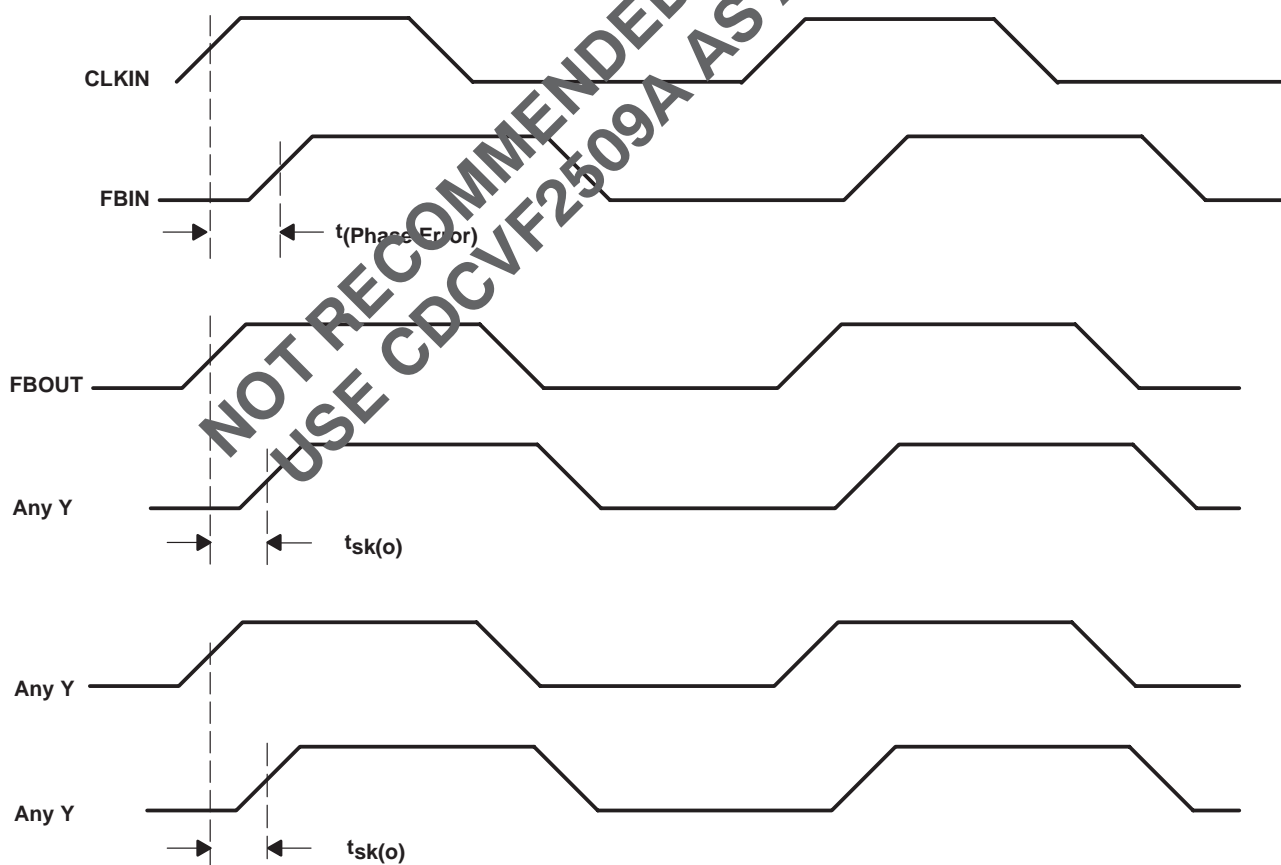 CLKIN
FBIN
t(Phase Error)
FBOUT
Any Y
tsk(o)
Any Y
Any Y
tsk(o)
NOT RECOMMENDED
USE CDCVF2509A AS A